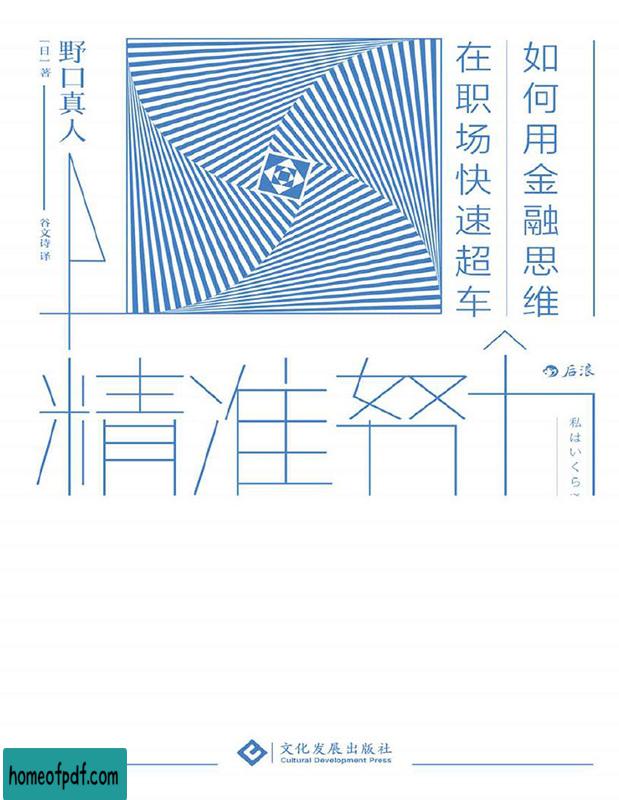 如何用金融思维
在职场快速超车
野口真人
［日］著
谷文诗 译
精准努
后浪
私はいくら
文化发展出版社
Cultural Development Press
homeofpdf.com